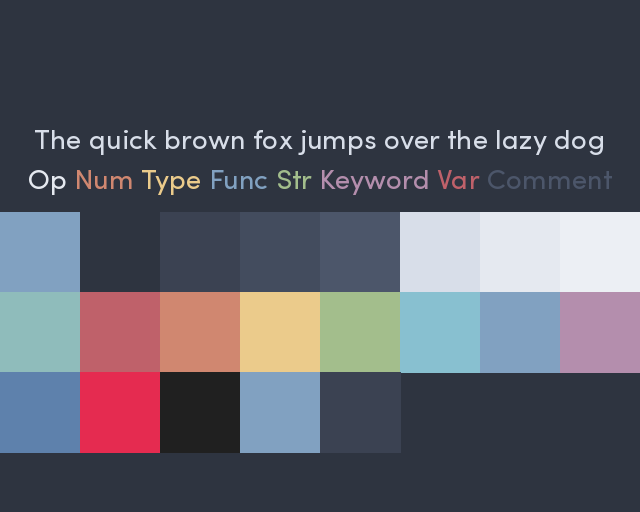 The quick brown fox jumps over the lazy dog
Op Num Type Func Str Keyword Var Comment